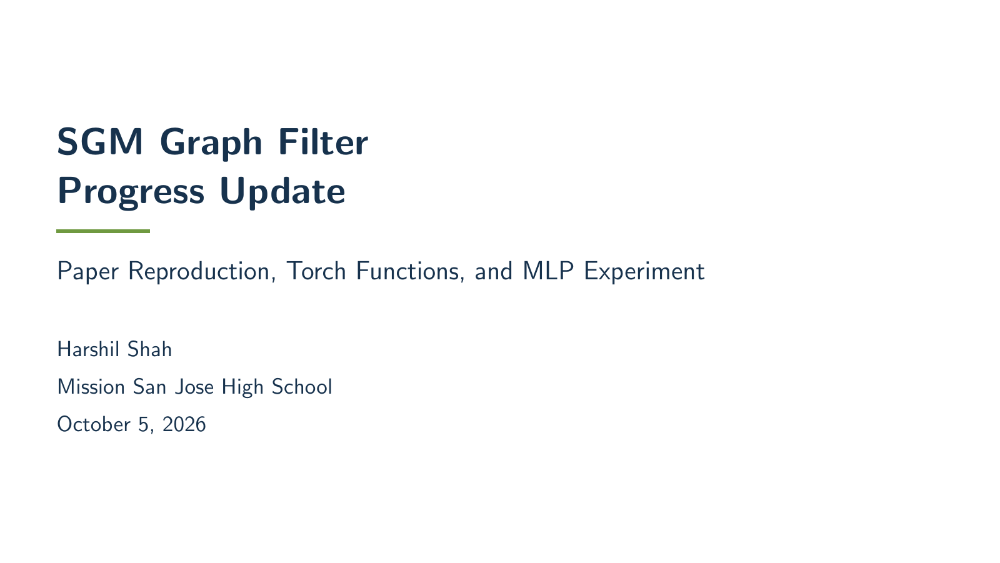 SGM Graph Filter
Progress Update
Paper Reproduction, Torch Functions, and MLP Experiment
Harshil Shah
Mission San Jose High School
October 5, 2026